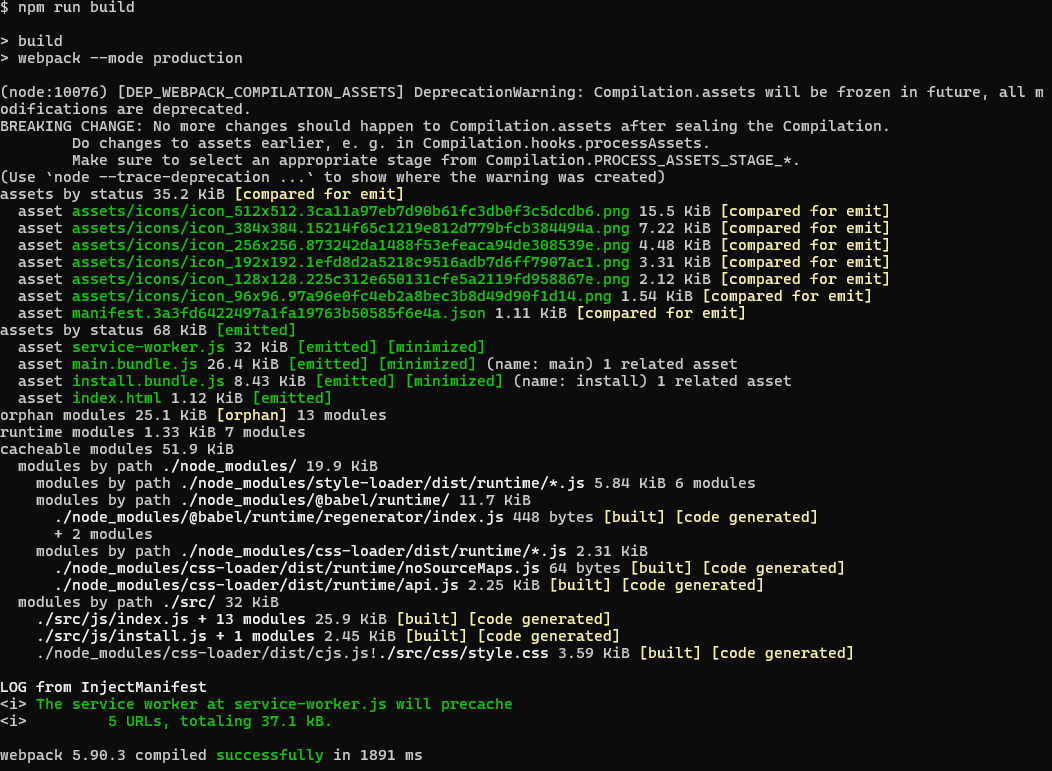 $ npm run build

> build
> webpack --mode production

(node:10076) [DEP_WEBPACK_COMPILATION_ASSETS] DeprecationWarning: Compilation.assets will be frozen in future, all m
odifications are deprecated.
BREAKING CHANGE: No more changes should happen to Compilation.assets after sealing the Compilation.
        Do changes to assets earlier, e. g. in Compilation.hooks.processAssets.
        Make sure to select an appropriate stage from Compilation.PROCESS_ASSETS_STAGE_*.
(Use `node --trace-deprecation ...` to show where the warning was created)
assets by status 35.2 KiB [compared for emit]
  asset assets/icons/icon_512x512.3ca11a97eb7d90b61fc3db0f3c5dcdb6.png 15.5 KiB [compared for emit]
  asset assets/icons/icon_384x384.15214f65c1219e812d779bfcb384494a.png 7.22 KiB [compared for emit]
  asset assets/icons/icon_256x256.873242da1488f53efeaca94de308539e.png 4.48 KiB [compared for emit]
  asset assets/icons/icon_192x192.1efd8d2a5218c9516adb7d6ff7907ac1.png 3.31 KiB [compared for emit]
  asset assets/icons/icon_128x128.225c312e650131cfe5a2119fd958867e.png 2.12 KiB [compared for emit]
  asset assets/icons/icon_96x96.97a96e0fc4eb2a8bec3b8d49d90f1d14.png 1.54 KiB [compared for emit]
  asset manifest.3a3fd6422497a1fa19763b50585f6e4a.json 1.11 KiB [compared for emit]
assets by status 68 KiB [emitted]
  asset service-worker.js 32 KiB [emitted] [minimized]
  asset main.bundle.js 26.4 KiB [emitted] [minimized] (name: main) 1 related asset
  asset install.bundle.js 8.43 KiB [emitted] [minimized] (name: install) 1 related asset
  asset index.html 1.12 KiB [emitted]
orphan modules 25.1 KiB [orphan] 13 modules
runtime modules 1.33 KiB 7 modules
cacheable modules 51.9 KiB
  modules by path ./node_modules/ 19.9 KiB
    modules by path ./node_modules/style-loader/dist/runtime/*.js 5.84 KiB 6 modules
    modules by path ./node_modules/@babel/runtime/ 11.7 KiB
      ./node_modules/@babel/runtime/regenerator/index.js 448 bytes [built] [code generated]
      + 2 modules
    modules by path ./node_modules/css-loader/dist/runtime/*.js 2.31 KiB
      ./node_modules/css-loader/dist/runtime/noSourceMaps.js 64 bytes [built] [code generated]
      ./node_modules/css-loader/dist/runtime/api.js 2.25 KiB [built] [code generated]
  modules by path ./src/ 32 KiB
    ./src/js/index.js + 13 modules 25.9 KiB [built] [code generated]
    ./src/js/install.js + 1 modules 2.45 KiB [built] [code generated]
    ./node_modules/css-loader/dist/cjs.js!./src/css/style.css 3.59 KiB [built] [code generated]

LOG from InjectManifest
<i> The service worker at service-worker.js will precache
<i>         5 URLs, totaling 37.1 kB.

webpack 5.90.3 compiled successfully in 1891 ms